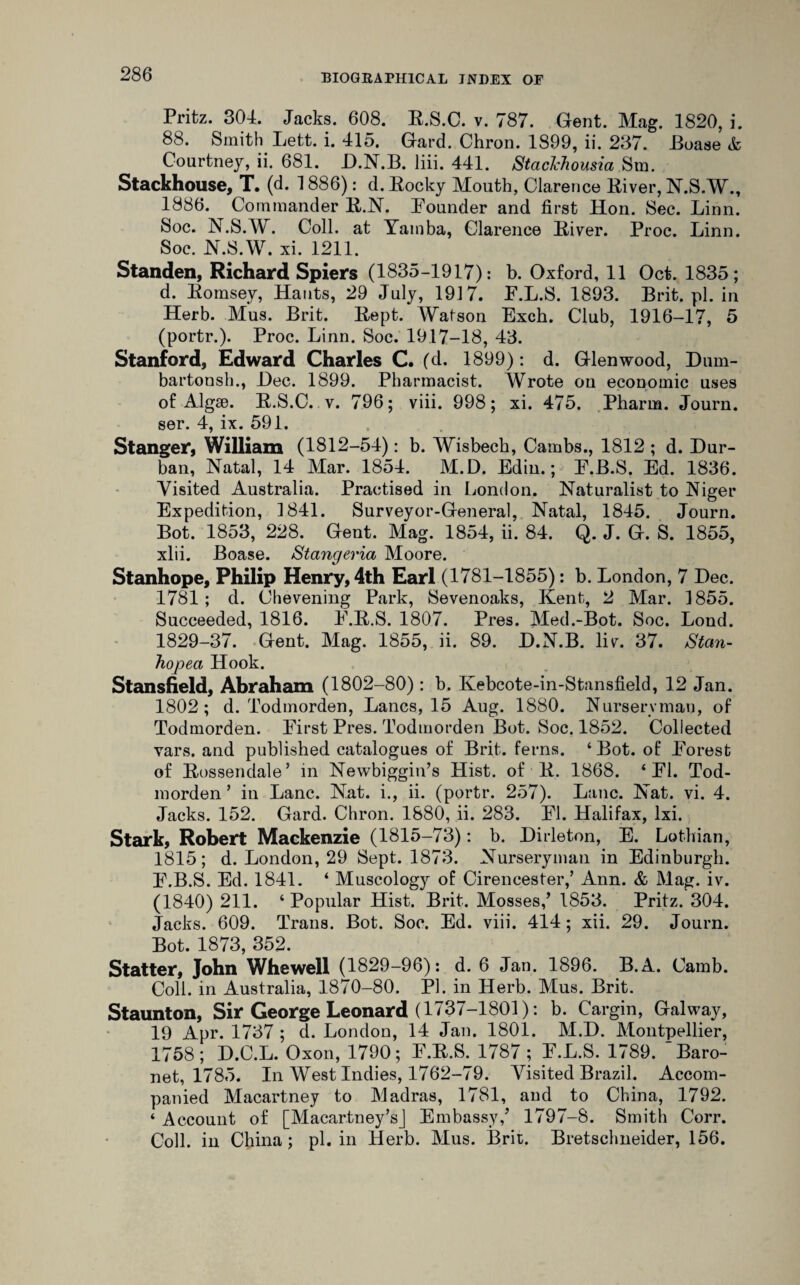 286
BIOGRAPHICAL INDEX OF
Pritz. 304. Jacks. 608. R.S.C. v. 787. Gent. Mag. 1820, i.
88. Smith Lett. i. 415. Gard. Chron. 1899, ii. 237. Boase &
Courtney, ii. 681. D.N.B. liii. 441. Stackhousia Sm.
Stackhouse, T. (d. 1886): d. Rocky Mouth, Clarence River, N.S.W.,
1886. Commander R.N. Founder and first Hon. Sec. Linn.
Soc. N.S.W. Coll. at Yamba, Clarence River. Proc. Linn.
Soc. N.S.W. xi. 1211.
Standen, Richard Spiers (1835-1917): b. Oxford, 11 Oct. 1835;
d. Romsey, Hants, 29 July, 1917. F.L.S. 1893. Brit. pl. in
Herb. Mus. Brit. Rept. Watson Exch. Club, 1916-17, 5
(portr.). Proc. Linn. Soc. 1917-18, 43.
Stanford, Edward Charles C. (d. 1899): d. Glenwood, Dum-
bartonsh., Dec. 1899. Pharmacist. Wrote on economic uses
of Algæ. R.S.C. v. 796; viii. 998; xi. 475. Pharm. Journ.
ser. 4, ix. 591.
Stanger, William (1812-54): b. Wisbech, Cambs., 1812; d. Dur-
ban, Natal, 14 Mar. 1854. M.D. Edin.; F.B.S. Ed. 1836.
Visited Australia. Practised in London. Naturalist to Niger
Expedition, 1841. Surveyor-General, Natal, 1845. Journ.
Bot. 1853, 228. Gent. Mag. 1854, ii. 84. Q. J. G. S. 1855,
xlii. Boase. Stangeria Moore.
Stanhope, Philip Henry, 4th Earl (1781-1855): b. London, 7 Dec.
1781; d. Chevening Park, Sevenoaks, Kent, 2 Mar. 1855.
Succeeded, 1816. F.R.S. 1807. Pres. Med.-Bot. Soc. Lond.
1829-37. Gent. Mag. 1855, ii. 89. D.N.B. liv. 37. Stan-
hopea Hook.
Stansfield, Abraham (1802-80): b. Kebcote-in-Stansfield, 12 Jan.
1802; d. Todmorden, Lancs, 15 Aug. 1880. Nurseryman, of
Todmorden. First Pres. Todmorden Bot. Soc. 1852. Collected
vars. and published catalogues of Brit. ferns. ‘Bot. of Forest
of Rossendale’ in Newbiggin’s Hist. of R. 1868. ‘Fl. Tod-
morden’ in Lanc. Nat. i., ii. (portr. 257). Lanc. Nat. vi. 4.
Jacks. 152. Gard. Chron. 1880, ii. 283. Fl. Halifax, lxi.
Stark, Robert Mackenzie (1815-73): b. Dirleton, E. Lothian,
1815; d. London, 29 Sept. 1873. Nurseryman in Edinburgh.
F.B.S. Ed. 1841. ‘Muscology of Cirencester,’ Ann. & Mag. iv.
(1840) 211. ‘Popular Hist. Brit. Mosses,’ 1853. Pritz. 304.
Jacks. 609. Trans. Bot. Soc. Ed. viii. 414; xii. 29. Journ.
Bot. 1873, 352.
Statter, John Whewell (1829-96): d. 6 Jan. 1896. B.A. Camb.
Coll. in Australia, 1870-80. Pl. in Herb. Mus. Brit.
Staunton, Sir George Leonard (1737-1801): b. Cargin, Galway,
19 Apr. 1737; d. London, 14 Jan. 1801. M.D. Montpellier,
1758; D.C.L. Oxon, 1790; F.R.S. 1787; F.L.S. 1789. Baro-
net, 1785. In West Indies, 1762-79. Visited Brazil. Accom-
panied Macartney to Madras, 1781, and to China, 1792.
‘Account of [Macartney’s] Embassy,’ 1797-8. Smith Corr.
Coll. in China; pl. in Herb. Mus. Brit. Bretschneider, 156.